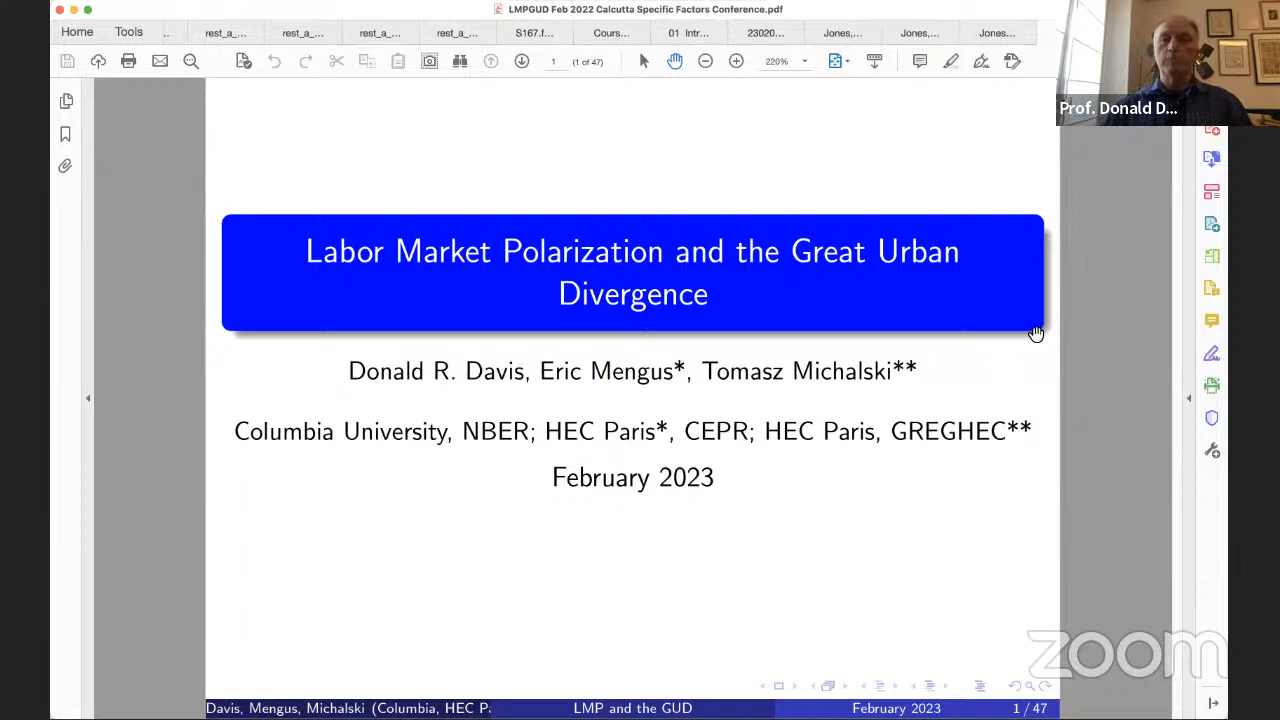 LMPGUD Feb 2022 Calcutta Specific Factors Conference.pdf
Home Tools ... rest_a_... rest_a_... rest_a_... rest_a_... S167.f... Cours... 01 Intr... 23020... Jones,... Jones,... Jones...
1 (1 of 47) 220%
Prof. Donald D...
Labor Market Polarization and the Great Urban
Divergence
Donald R. Davis, Eric Mengus*, Tomasz Michalski**
Columbia University, NBER; HEC Paris*, CEPR; HEC Paris, GREGHEC**
February 2023
zoom
Davis, Mengus, Michalski (Columbia, HEC Pa LMP and the GUD February 2023 1 / 47